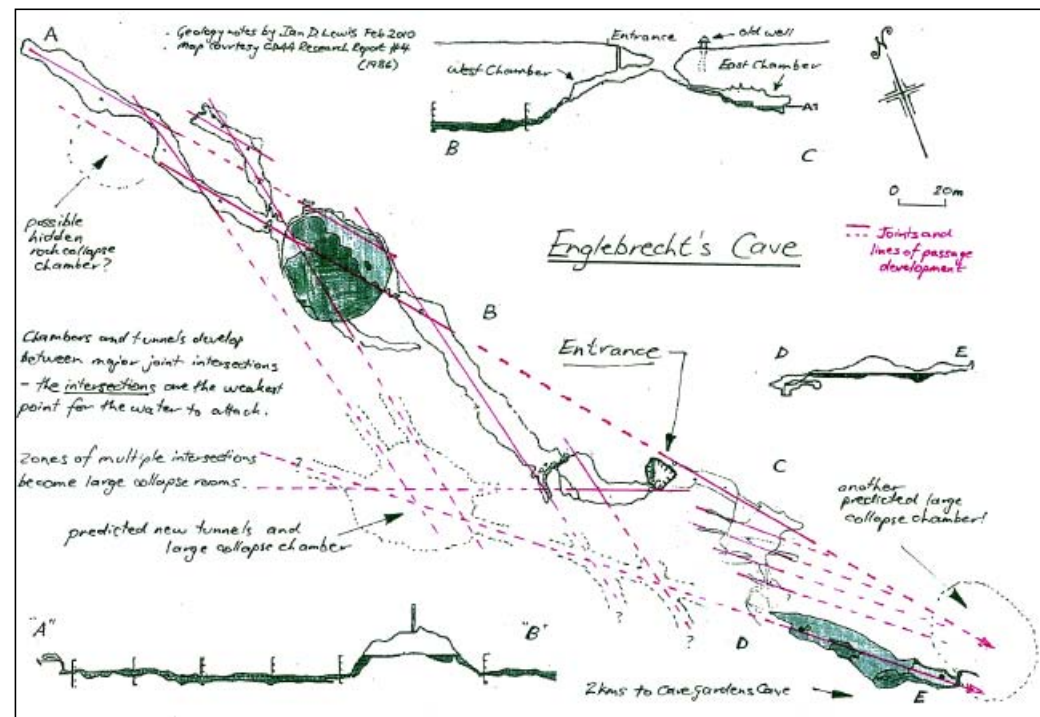 A
. Geology notes by Ian D. Lewis Feb 2010
. Map courtesy CDAA Research Report #4
(1986)
Entrance
old well
West Chamber
East Chamber
A1
B
C
N
0 20m
Joints and
lines of passage
development
possible
hidden
rock collapse
chamber?
Englebrecht's Cave
B
Entrance
D
E
Chambers and tunnels develop
between major joint intersections
- the intersections are the weakest
point for the water to attack.
Zones of multiple intersections
become large collapse rooms.
?
predicted new tunnels and
large collapse chamber
C
another
predicted large
collapse chamber!
?
?
?
D
"A"
"B"
2kms to Cave Gardens Cave
E